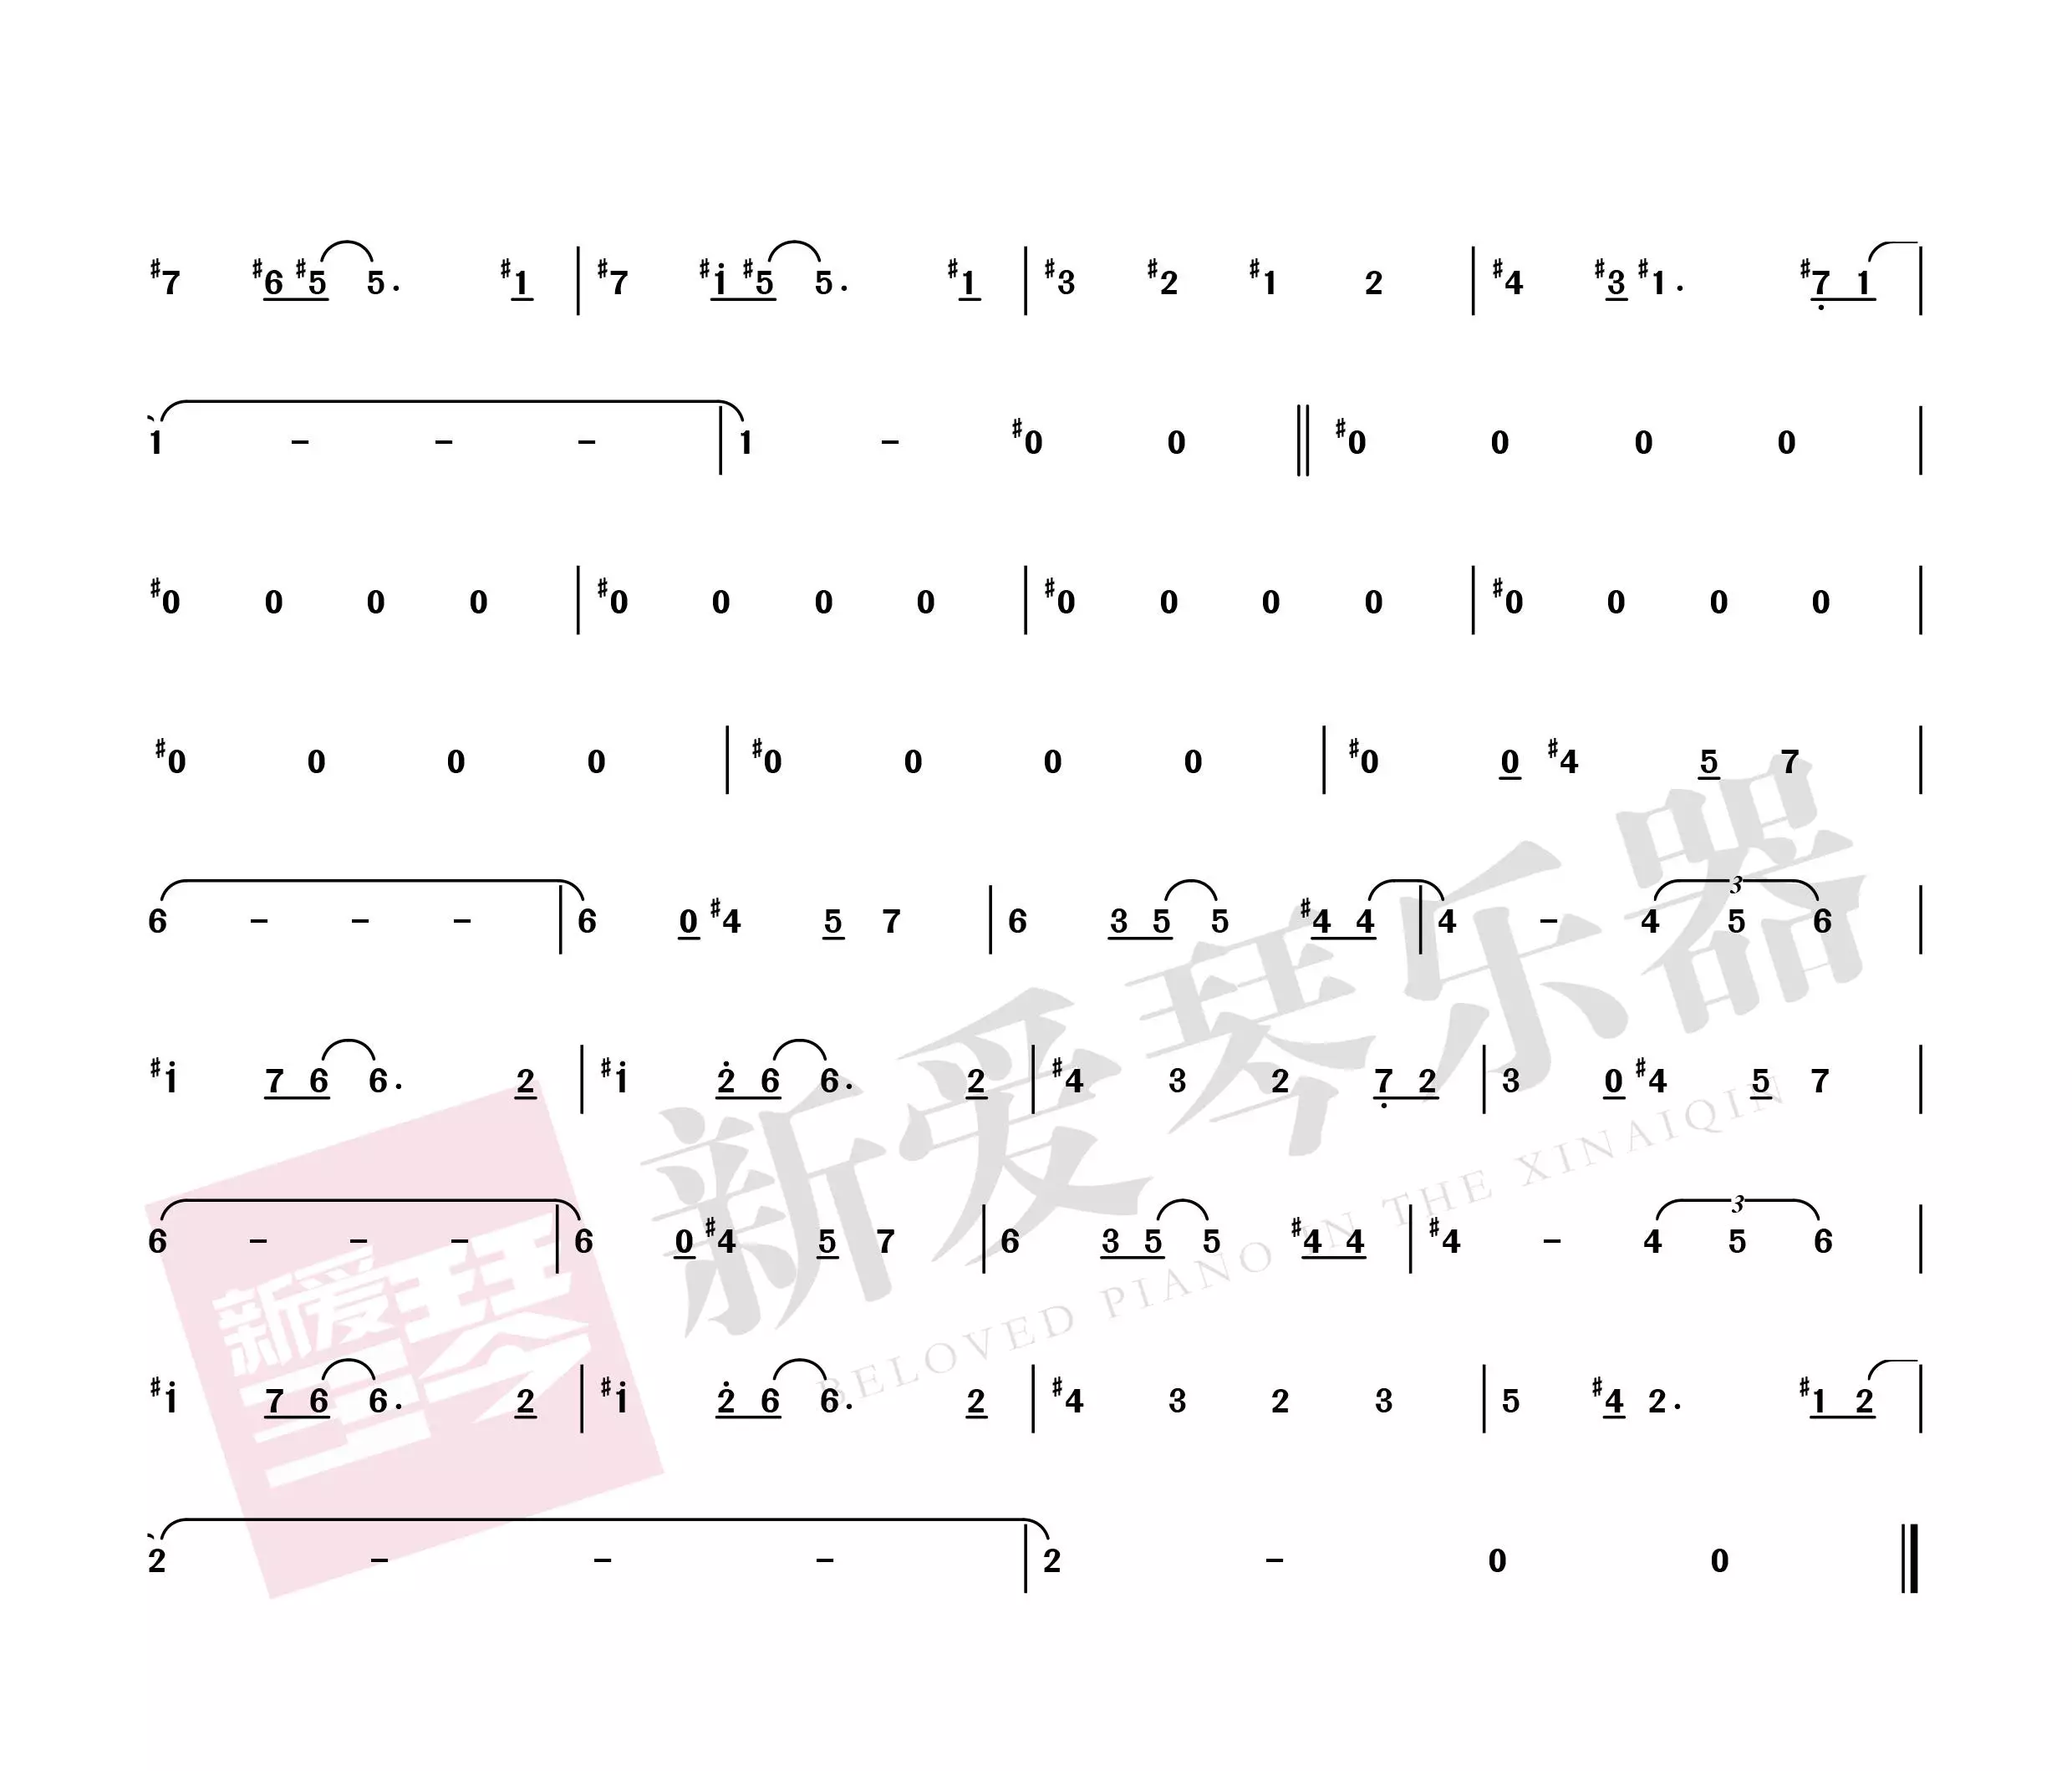 #7 #6 #5 5. #1 | #7 #i #5 5. #1 | #3 #2 #1 2 | #4 #3 #1. #7̣ 1 |
1 – – – | 1 – #0 0 || #0 0 0 0 |
#0 0 0 0 | #0 0 0 0 | #0 0 0 0 | #0 0 0 0 |
#0 0 0 0 | #0 0 0 0 | #0 0 #4 5 7 |
6 – – – | 6 0 #4 5 7 | 6 3 5 5 #4 4 | 4 – 4 5 6 |
3
#i 7 6 6. 2 | #i 2̇ 6 6. 2 | #4 3 2 7̣ 2 | 3 0 #4 5 7 |
6 – – – | 6 0 #4 5 7 | 6 3 5 5 #4 4 | #4 – 4 5 6 |
3
#i 7 6 6. 2 | #i 2̇ 6 6. 2 | #4 3 2 3 | 5 #4 2. #1 2 |
2 – – – | 2 – 0 0 ||
新爱琴乐器
BELOVED PIANO IN THE XINAIQIN
新爱琴